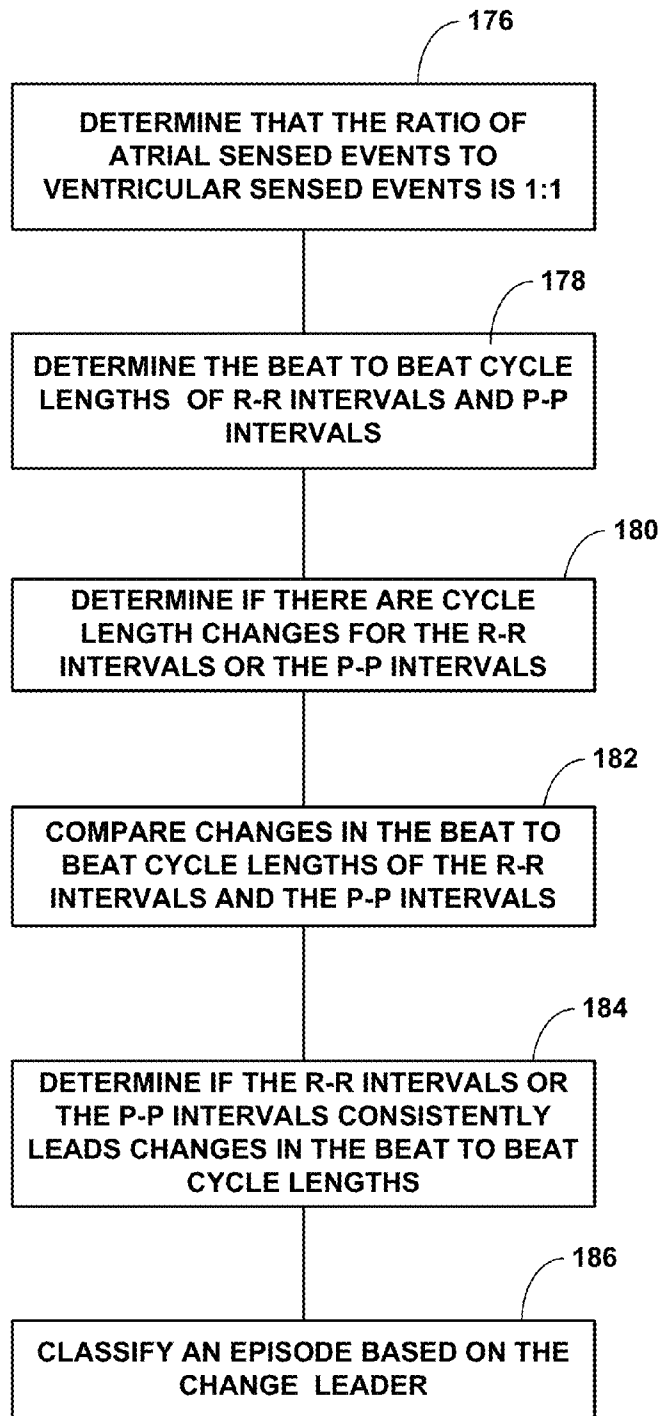 176
DETERMINE THAT THE RATIO OF
ATRIAL SENSED EVENTS TO
VENTRICULAR SENSED EVENTS IS 1:1
178
DETERMINE THE BEAT TO BEAT CYCLE
LENGTHS OF R-R INTERVALS AND P-P
INTERVALS
180
DETERMINE IF THERE ARE CYCLE
LENGTH CHANGES FOR THE R-R
INTERVALS OR THE P-P INTERVALS
182
COMPARE CHANGES IN THE BEAT TO
BEAT CYCLE LENGTHS OF THE R-R
INTERVALS AND THE P-P INTERVALS
184
DETERMINE IF THE R-R INTERVALS OR
THE P-P INTERVALS CONSISTENTLY
LEADS CHANGES IN THE BEAT TO BEAT
CYCLE LENGTHS
186
CLASSIFY AN EPISODE BASED ON THE
CHANGE LEADER